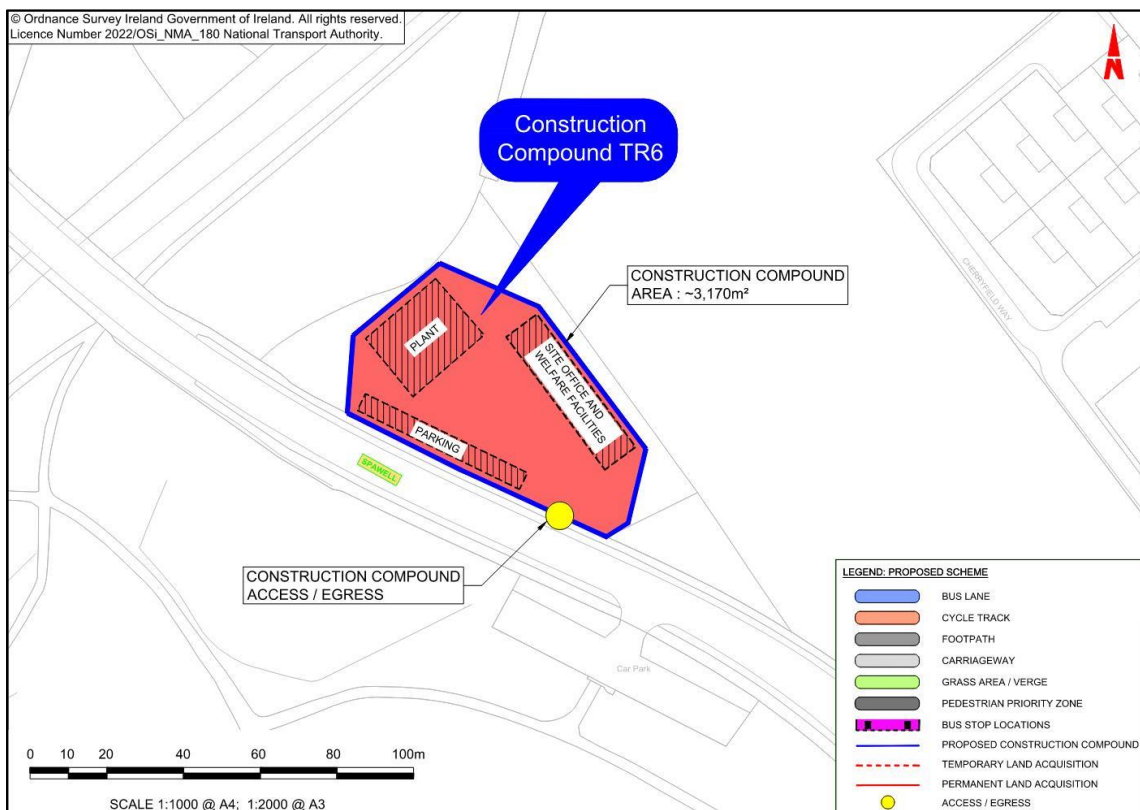 © Ordnance Survey Ireland Government of Ireland. All rights reserved.
Licence Number 2022/OSi_NMA_180 National Transport Authority.
N
Construction
Compound TR6
CONSTRUCTION COMPOUND
AREA : ~3,170m²
CHERRYFIELD WAY
PLANT
SITE OFFICE AND
WELFARE FACILITIES
PARKING
SPAWELL
CONSTRUCTION COMPOUND
ACCESS / EGRESS
Car Park
LEGEND: PROPOSED SCHEME
BUS LANE
CYCLE TRACK
FOOTPATH
CARRIAGEWAY
GRASS AREA / VERGE
PEDESTRIAN PRIORITY ZONE
BUS STOP LOCATIONS
PROPOSED CONSTRUCTION COMPOUND
TEMPORARY LAND ACQUISITION
PERMANENT LAND ACQUISITION
ACCESS / EGRESS
0 10 20 40 60 80 100m
SCALE 1:1000 @ A4; 1:2000 @ A3